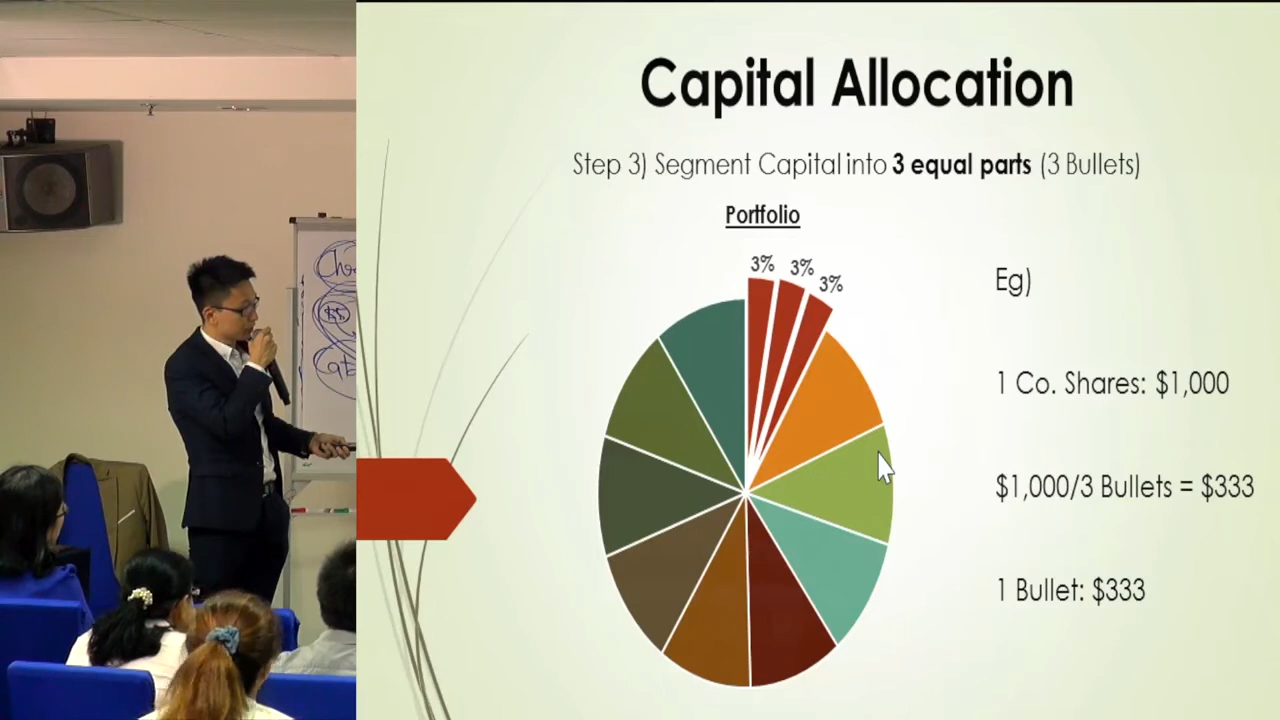 Capital Allocation
Step 3) Segment Capital into 3 equal parts (3 Bullets)
Portfolio
3%
3%
3%
Eg)
1 Co. Shares: $1,000
$1,000/3 Bullets = $333
1 Bullet: $333
$$